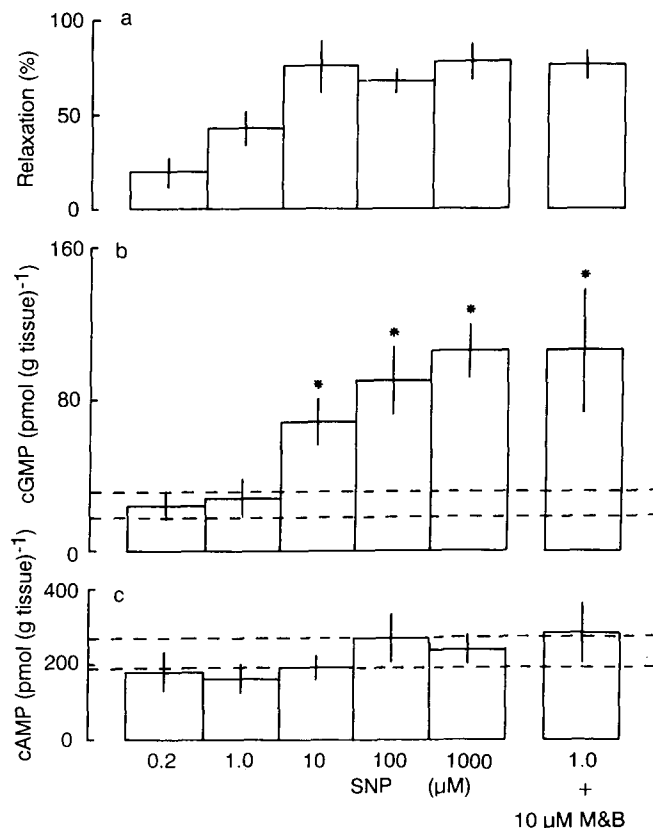 a
100
50
0
Relaxation (%)
b
160
80
0
cGMP (pmol (g tissue)⁻¹)
* * * *
c
400
200
0
cAMP (pmol (g tissue)⁻¹)
0.2 1.0 10 100 1000 1.0
SNP (µM) +
10 µM M&B